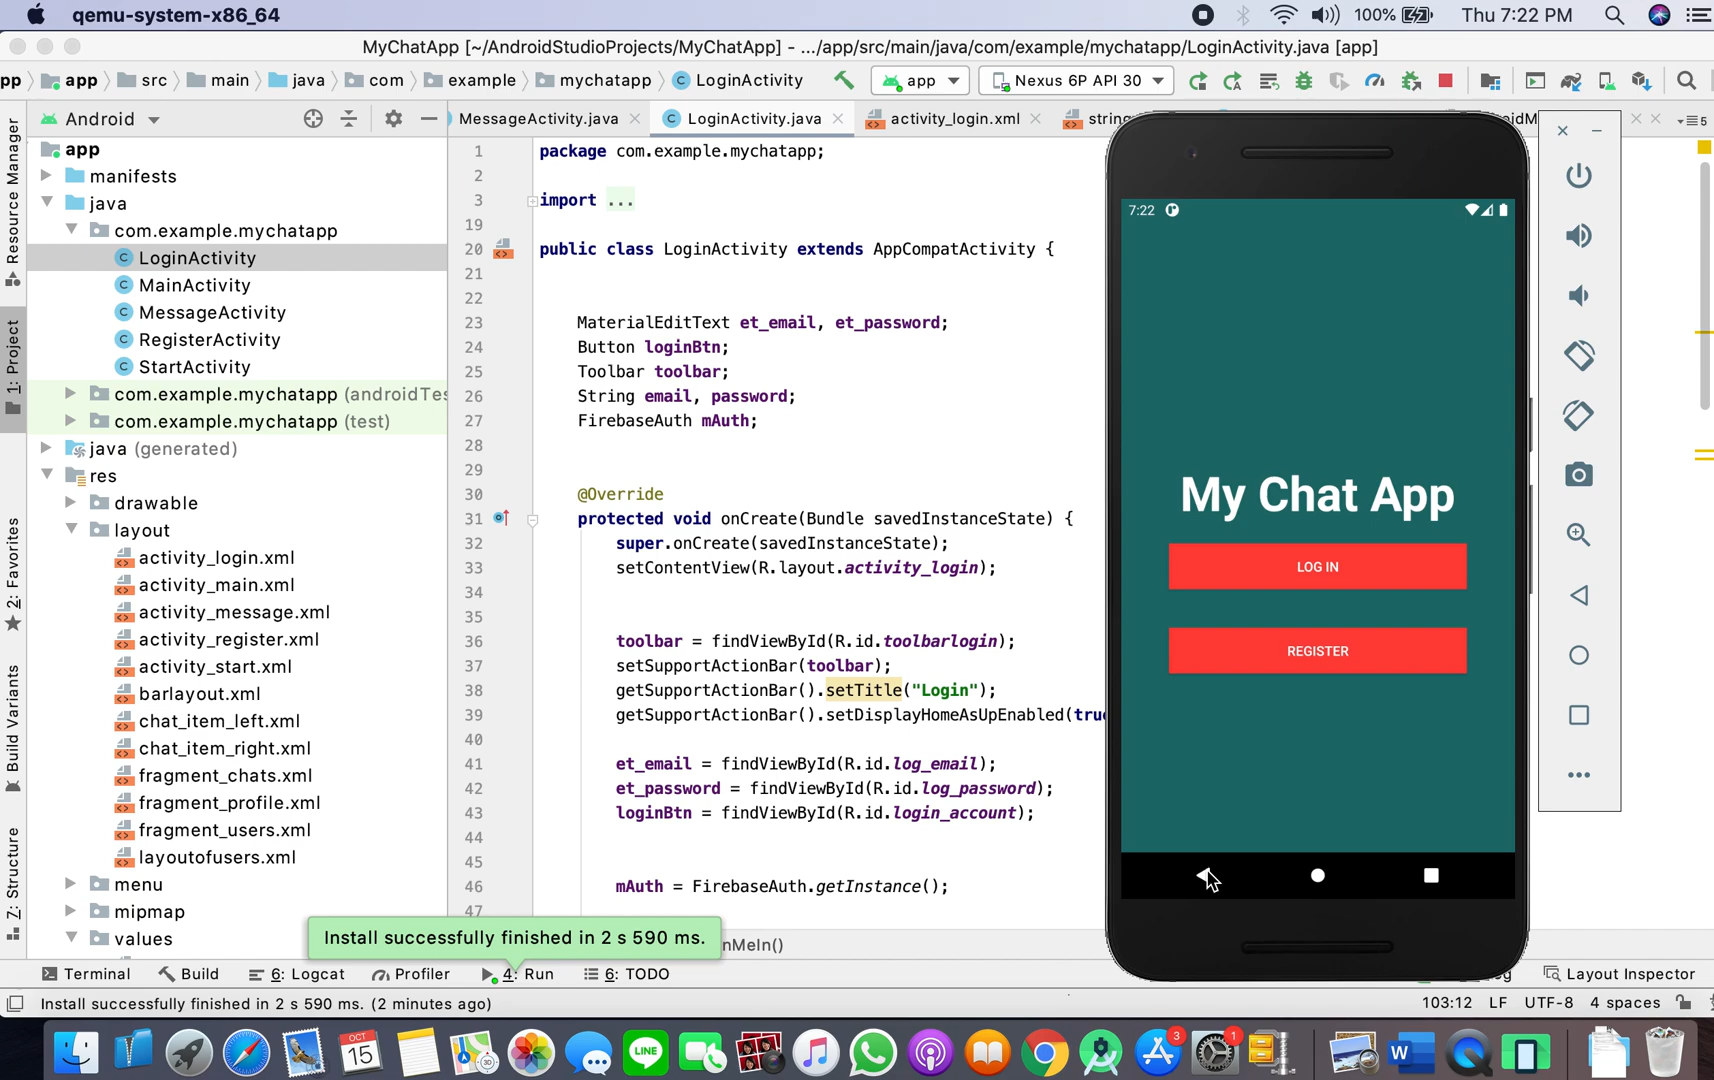 qemu-system-x86_64
100%
Thu 7:22 PM
MyChatApp [~/AndroidStudioProjects/MyChatApp] - .../app/src/main/java/com/example/mychatapp/LoginActivity.java [app]
pp
app
src
main
java
com
example
mychatapp
LoginActivity
app
Nexus 6P API 30
Android
MessageActivity.java
LoginActivity.java
activity_login.xml
5
Resource Manager
1: Project
2: Favorites
Build Variants
7: Structure
app
manifests
java
com.example.mychatapp
LoginActivity
MainActivity
MessageActivity
RegisterActivity
StartActivity
com.example.mychatapp (androidTes
com.example.mychatapp (test)
java (generated)
res
drawable
layout
activity_login.xml
activity_main.xml
activity_message.xml
activity_register.xml
activity_start.xml
barlayout.xml
chat_item_left.xml
chat_item_right.xml
fragment_chats.xml
fragment_profile.xml
fragment_users.xml
layoutofusers.xml
menu
mipmap
values
1 package com.example.mychatapp;
2
3 import ...
19
20 public class LoginActivity extends AppCompatActivity {
21
22
23 MaterialEditText et_email, et_password;
24 Button loginBtn;
25 Toolbar toolbar;
26 String email, password;
27 FirebaseAuth mAuth;
28
29
30 @Override
31 protected void onCreate(Bundle savedInstanceState) {
32 super.onCreate(savedInstanceState);
33 setContentView(R.layout.activity_login);
34
35
36 toolbar = findViewById(R.id.toolbarlogin);
37 setSupportActionBar(toolbar);
38 getSupportActionBar().setTitle("Login");
39 getSupportActionBar().setDisplayHomeAsUpEnabled(tru
40
41 et_email = findViewById(R.id.log_email);
42 et_password = findViewById(R.id.log_password);
43 loginBtn = findViewById(R.id.login_account);
44
45
46 mAuth = FirebaseAuth.getInstance();
47
7:22
My Chat App
LOG IN
REGISTER
Install successfully finished in 2 s 590 ms.
nMeIn()
Terminal
Build
6: Logcat
Profiler
4: Run
6: TODO
Layout Inspector
Install successfully finished in 2 s 590 ms. (2 minutes ago)
103:12
LF
UTF-8
4 spaces
OCT
15
LINE
3
1
W